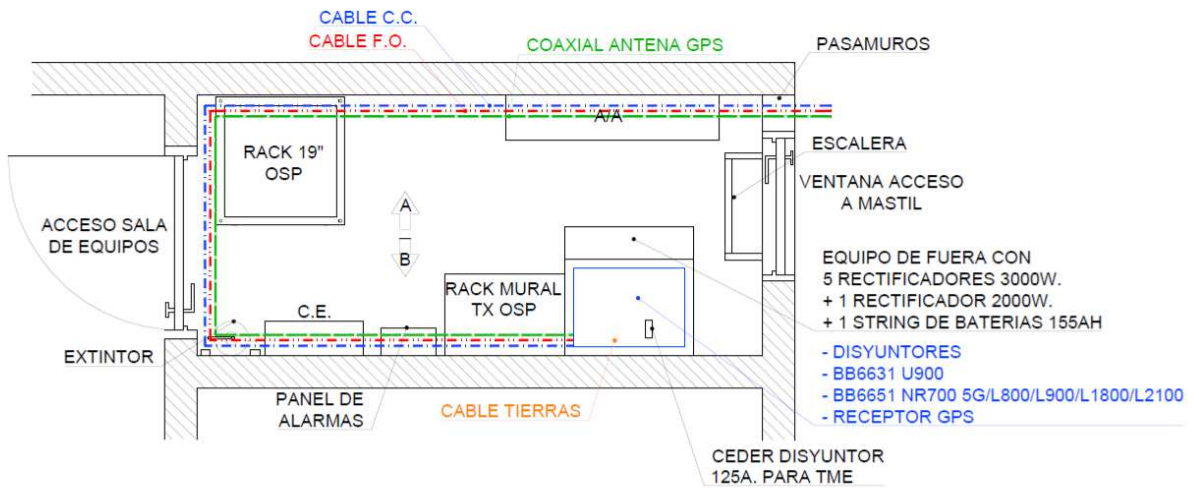 CABLE C.C.
CABLE F.O.
COAXIAL ANTENA GPS
PASAMUROS
A/A
RACK 19"
OSP
ESCALERA
VENTANA ACCESO
A MASTIL
ACCESO SALA
DE EQUIPOS
A
B
EQUIPO DE FUERA CON
5 RECTIFICADORES 3000W.
+ 1 RECTIFICADOR 2000W.
+ 1 STRING DE BATERIAS 155AH
RACK MURAL
TX OSP
C.E.
EXTINTOR
- DISYUNTORES
- BB6631 U900
- BB6651 NR700 5G/L800/L900/L1800/L2100
- RECEPTOR GPS
PANEL DE
ALARMAS
CABLE TIERRAS
CEDER DISYUNTOR
125A. PARA TME